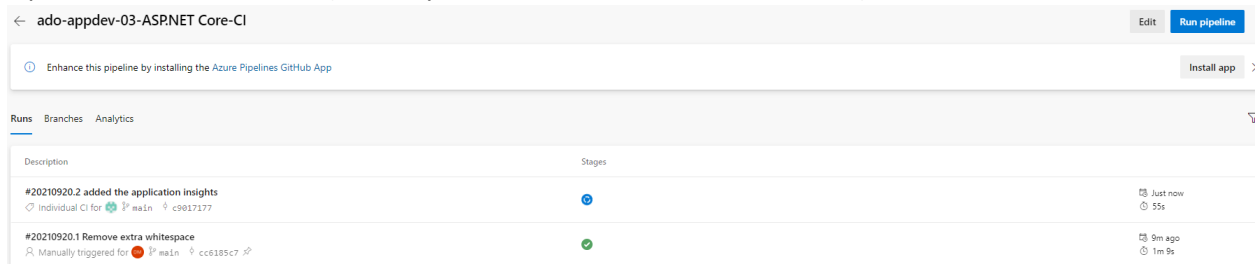 ado-appdev-03-ASP.NET Core-CI
Edit
Run pipeline
Enhance this pipeline by installing the Azure Pipelines GitHub App
Install app
Runs Branches Analytics
Description Stages
#20210920.2 added the application insights
Individual CI for main c9017177
Just now
55s
#20210920.1 Remove extra whitespace
Manually triggered for main cc6185c7
9m ago
1m 9s